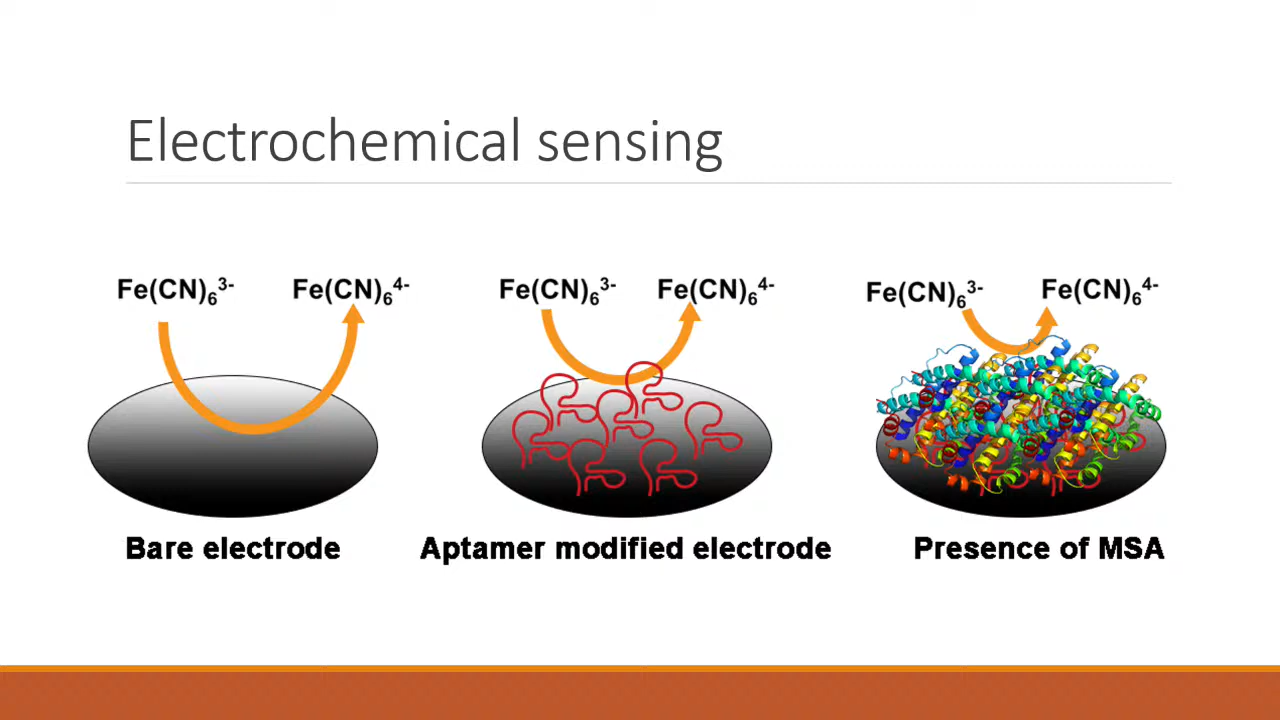 Electrochemical sensing
Fe(CN)₆³⁻ Fe(CN)₆⁴⁻ Fe(CN)₆³⁻ Fe(CN)₆⁴⁻ Fe(CN)₆³⁻ Fe(CN)₆⁴⁻
Bare electrode Aptamer modified electrode Presence of MSA